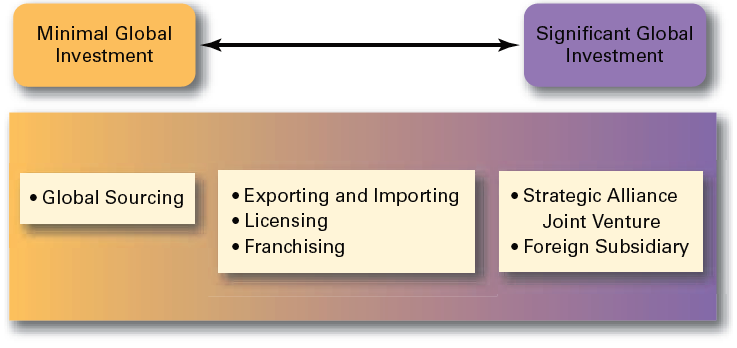 Minimal Global
Investment
Significant Global
Investment
• Global Sourcing
• Exporting and Importing
• Licensing
• Franchising
• Strategic Alliance
Joint Venture
• Foreign Subsidiary